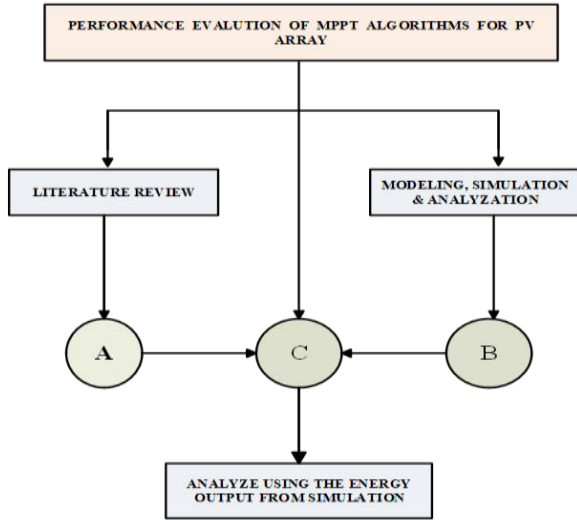 PERFORMANCE EVALUTION OF MPPT ALGORITHMS FOR PV
ARRAY
LITERATURE REVIEW
MODELING, SIMULATION
& ANALYZATION
A
C
B
ANALYZE USING THE ENERGY
OUTPUT FROM SIMULATION